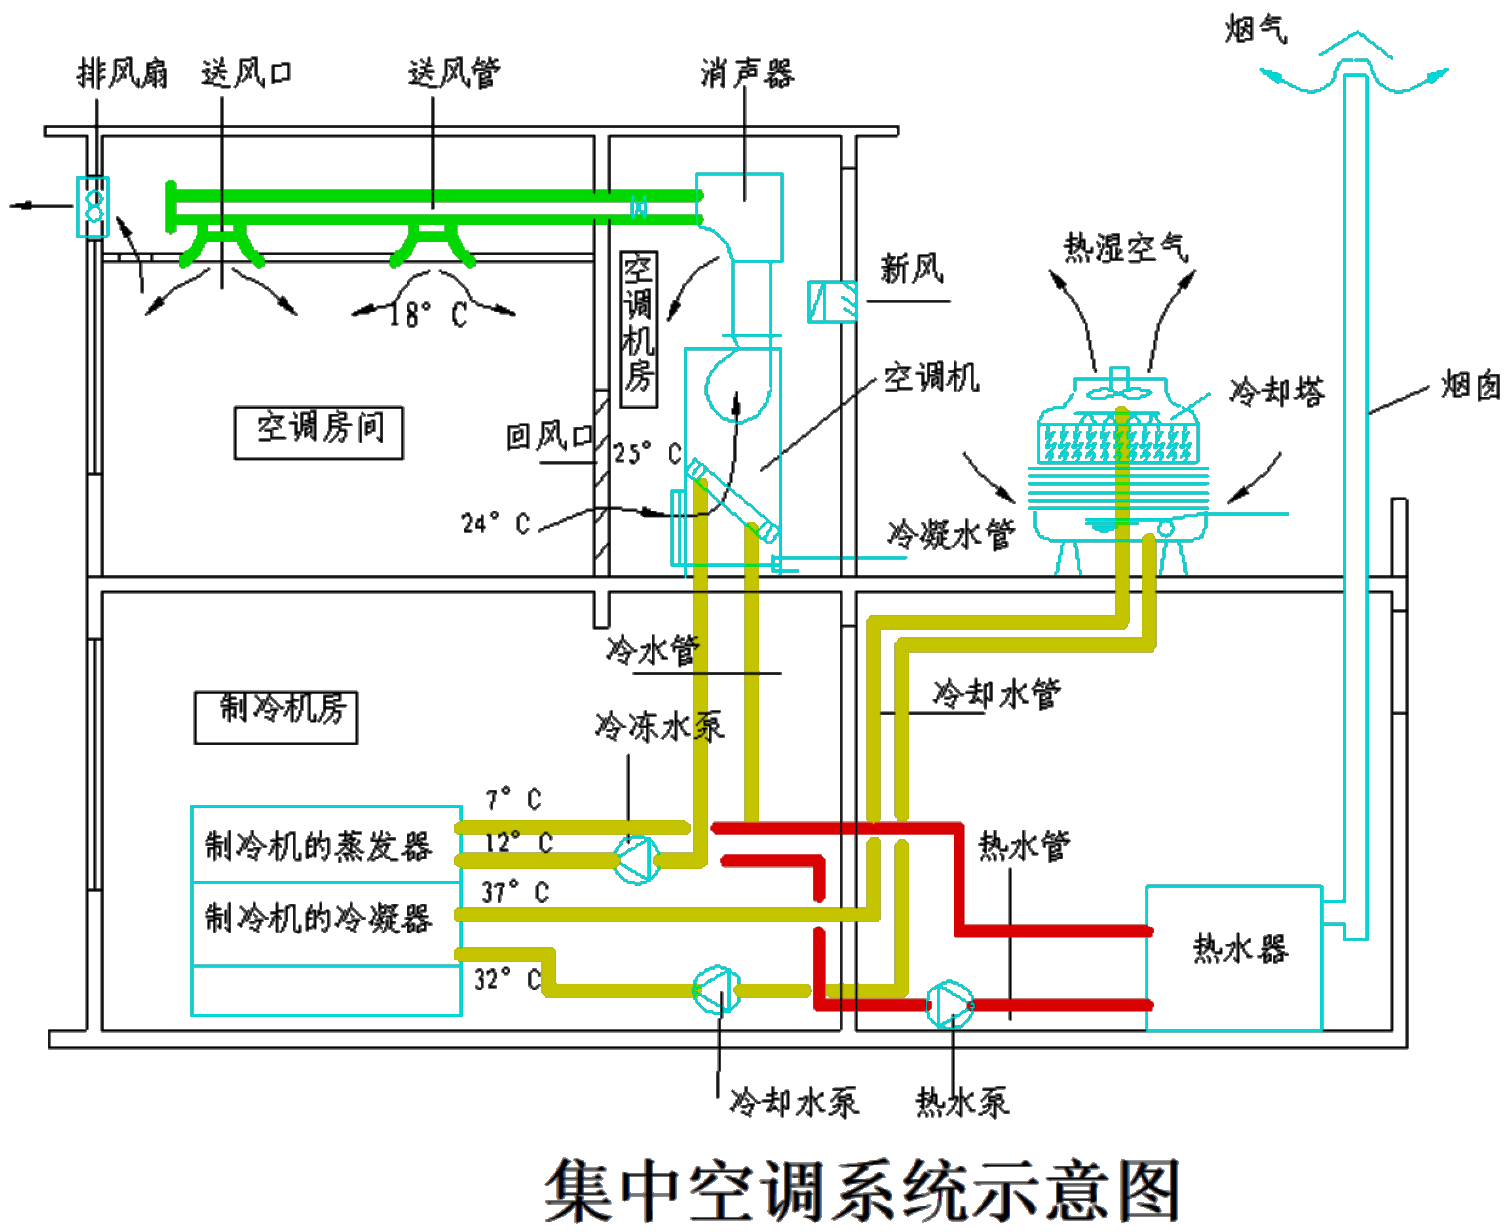 烟气
排风扇 送风口 送风管 消声器
热湿空气
新风
空调机房
18° C
空调机
冷却塔
烟囱
空调房间
回风口
25° C
24° C
冷凝水管
冷水管
冷却水管
制冷机房
冷冻水泵
7° C
12° C
制冷机的蒸发器
热水管
37° C
制冷机的冷凝器
热水器
32° C
冷却水泵 热水泵
集中空调系统示意图